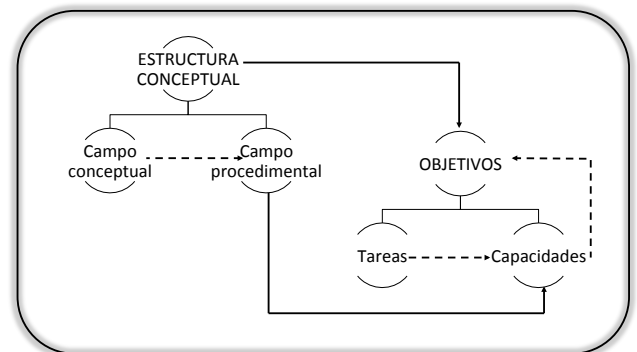 ESTRUCTURA
CONCEPTUAL
Campo
conceptual
Campo
procedimental
OBJETIVOS
Tareas
Capacidades